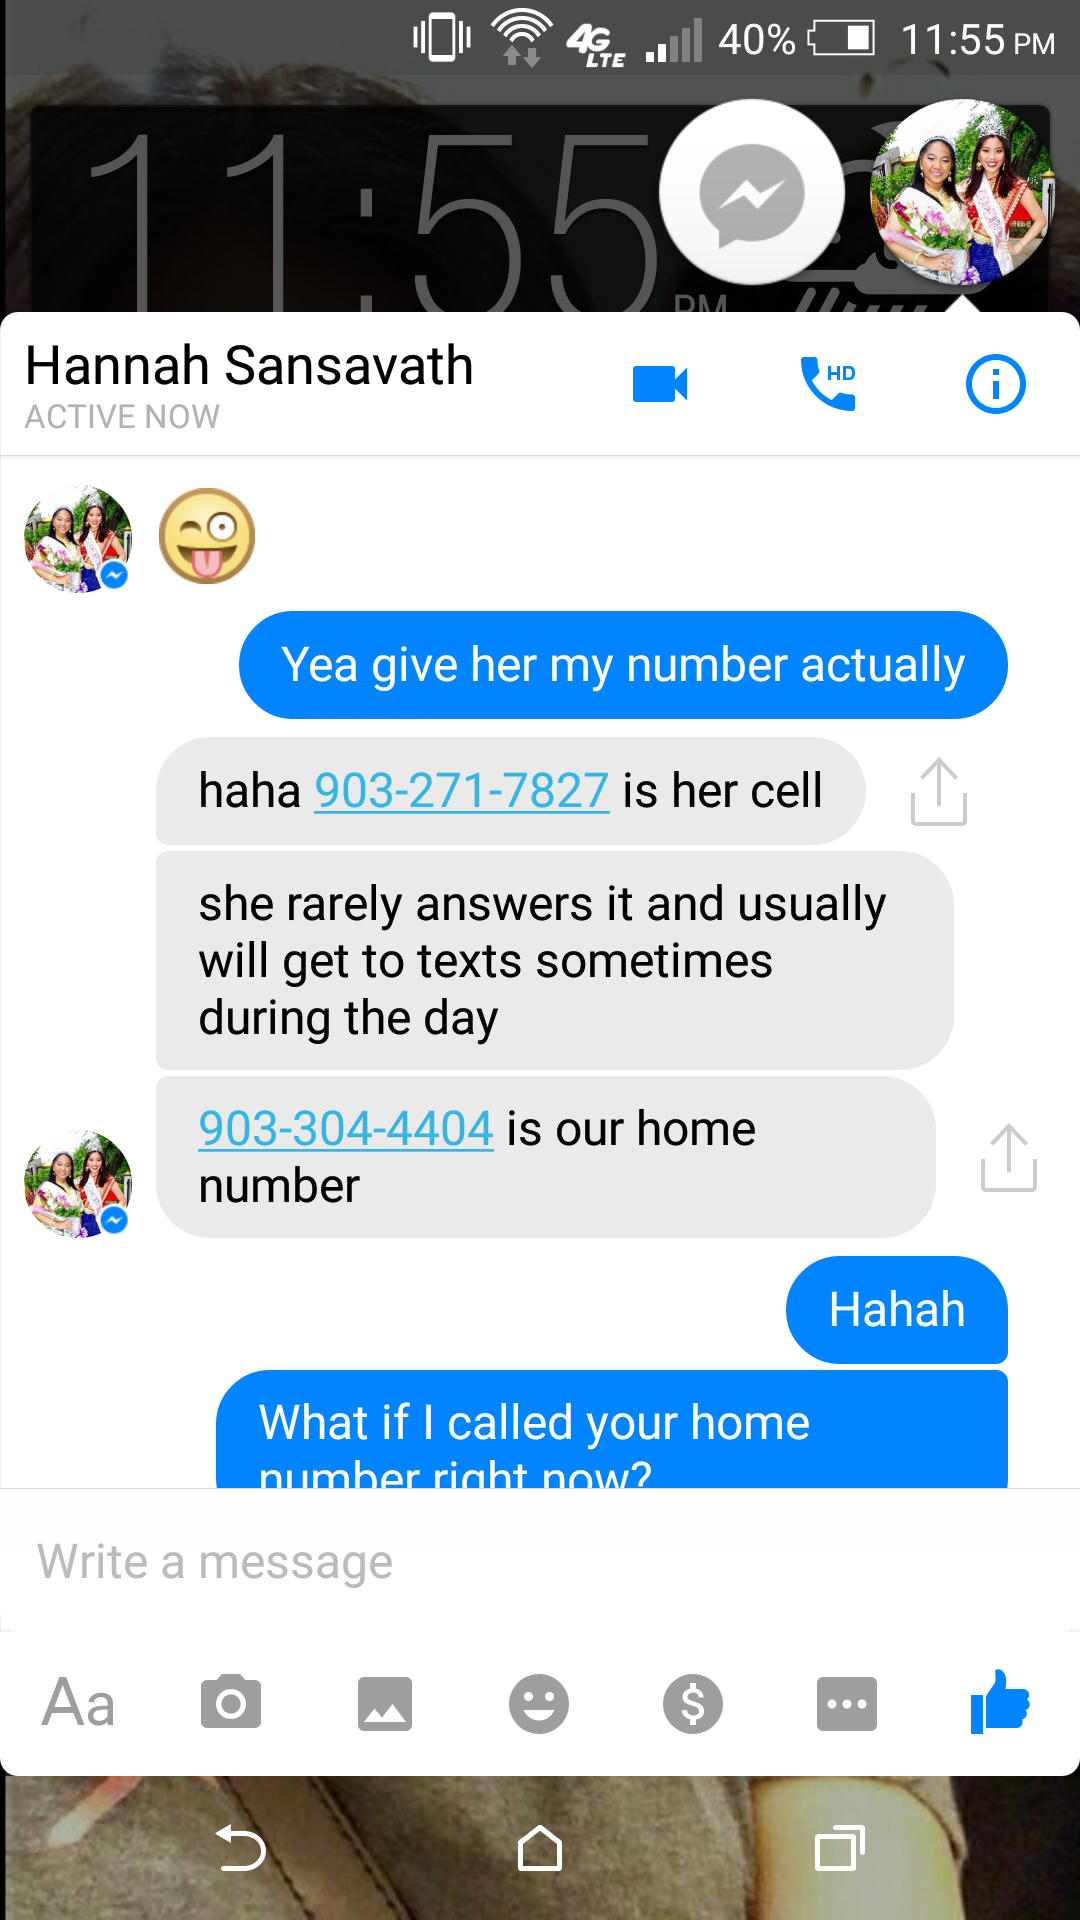 4G LTE 40% 11:55 PM
11:55
PM
Hannah Sansavath
ACTIVE NOW
HD
Yea give her my number actually
haha 903-271-7827 is her cell
she rarely answers it and usually
will get to texts sometimes
during the day
903-304-4404 is our home
number
Hahah
What if I called your home
number right now?
Write a message
Aa